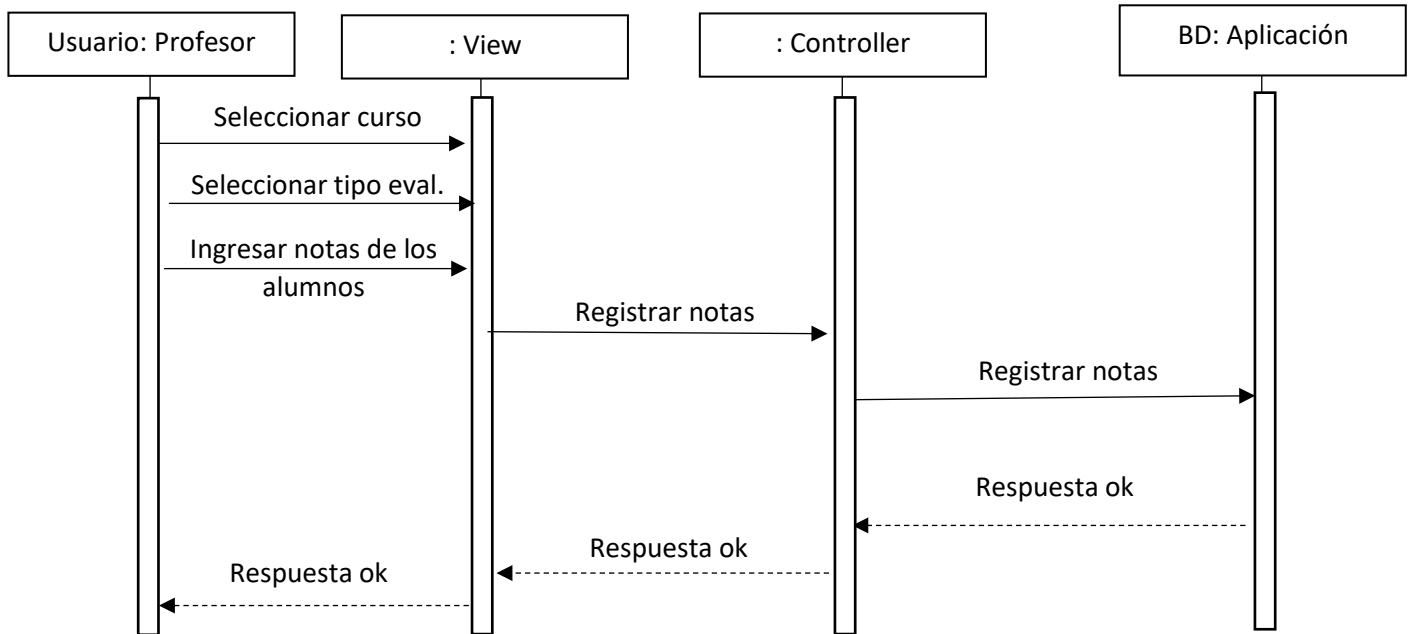 Usuario: Profesor
: View
: Controller
BD: Aplicación
Seleccionar curso
Seleccionar tipo eval.
Ingresar notas de los
alumnos
Registrar notas
Registrar notas
Respuesta ok
Respuesta ok
Respuesta ok